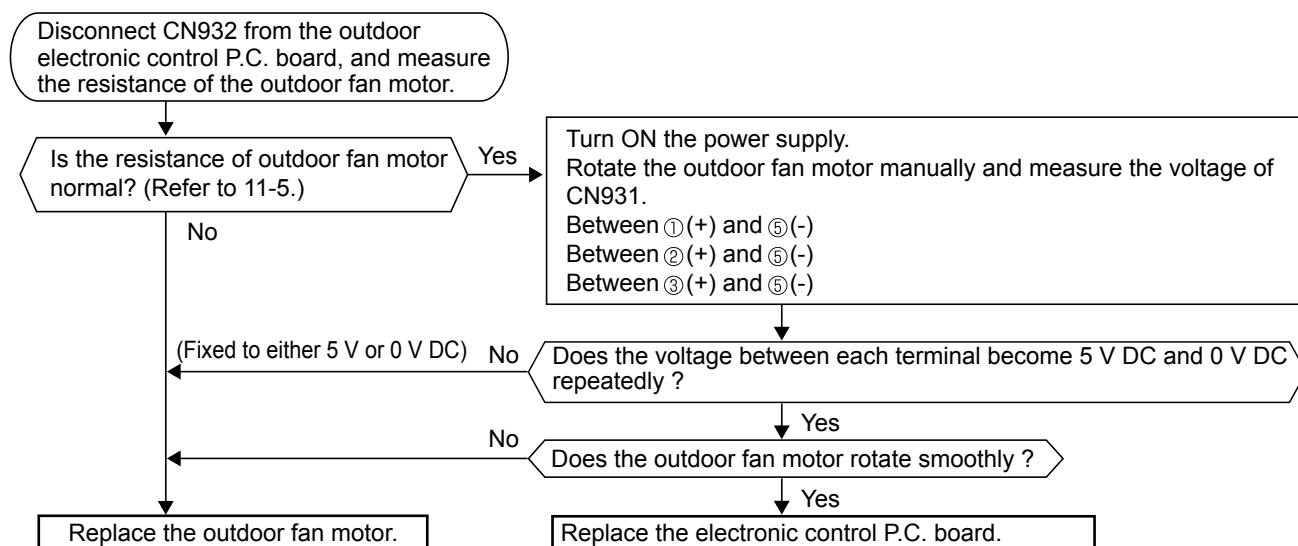 Disconnect CN932 from the outdoor
electronic control P.C. board, and measure
the resistance of the outdoor fan motor.
Is the resistance of outdoor fan motor
normal? (Refer to 11-5.)
Yes
No
Turn ON the power supply.
Rotate the outdoor fan motor manually and measure the voltage of
CN931.
Between ①(+) and ⑤(-)
Between ②(+) and ⑤(-)
Between ③(+) and ⑤(-)
(Fixed to either 5 V or 0 V DC)
No
Does the voltage between each terminal become 5 V DC and 0 V DC
repeatedly ?
Yes
No
Does the outdoor fan motor rotate smoothly ?
Yes
Replace the outdoor fan motor.
Replace the electronic control P.C. board.